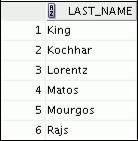 LAST_NAME
1 King
2 Kochhar
3 Lorentz
4 Matos
5 Mourgos
6 Rajs